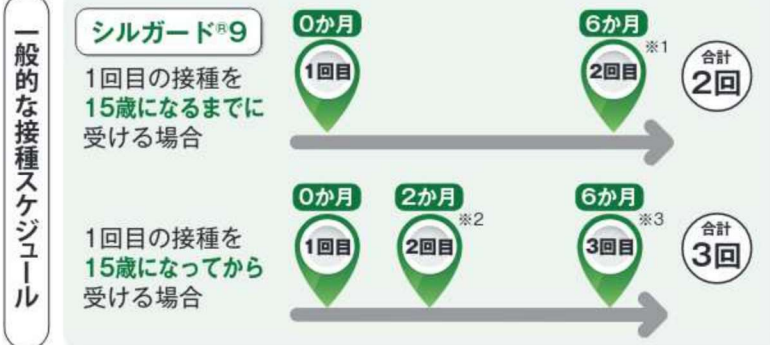 一般的な接種スケジュール
シルガード®9
1回目の接種を
15歳になるまでに
受ける場合
0か月
1回目
6か月
2回目
※1
合計
2回
1回目の接種を
15歳になってから
受ける場合
0か月
1回目
2か月
2回目
※2
6か月
3回目
※3
合計
3回